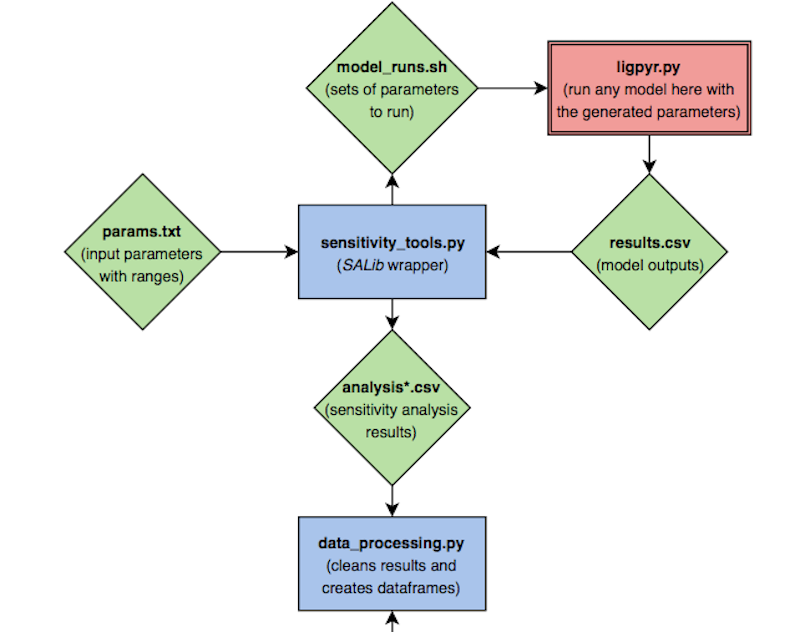 model_runs.sh
(sets of parameters
to run)
ligpyr.py
(run any model here with
the generated parameters)
params.txt
(input parameters
with ranges)
sensitivity_tools.py
(SALib wrapper)
results.csv
(model outputs)
analysis*.csv
(sensitivity analysis
results)
data_processing.py
(cleans results and
creates dataframes)